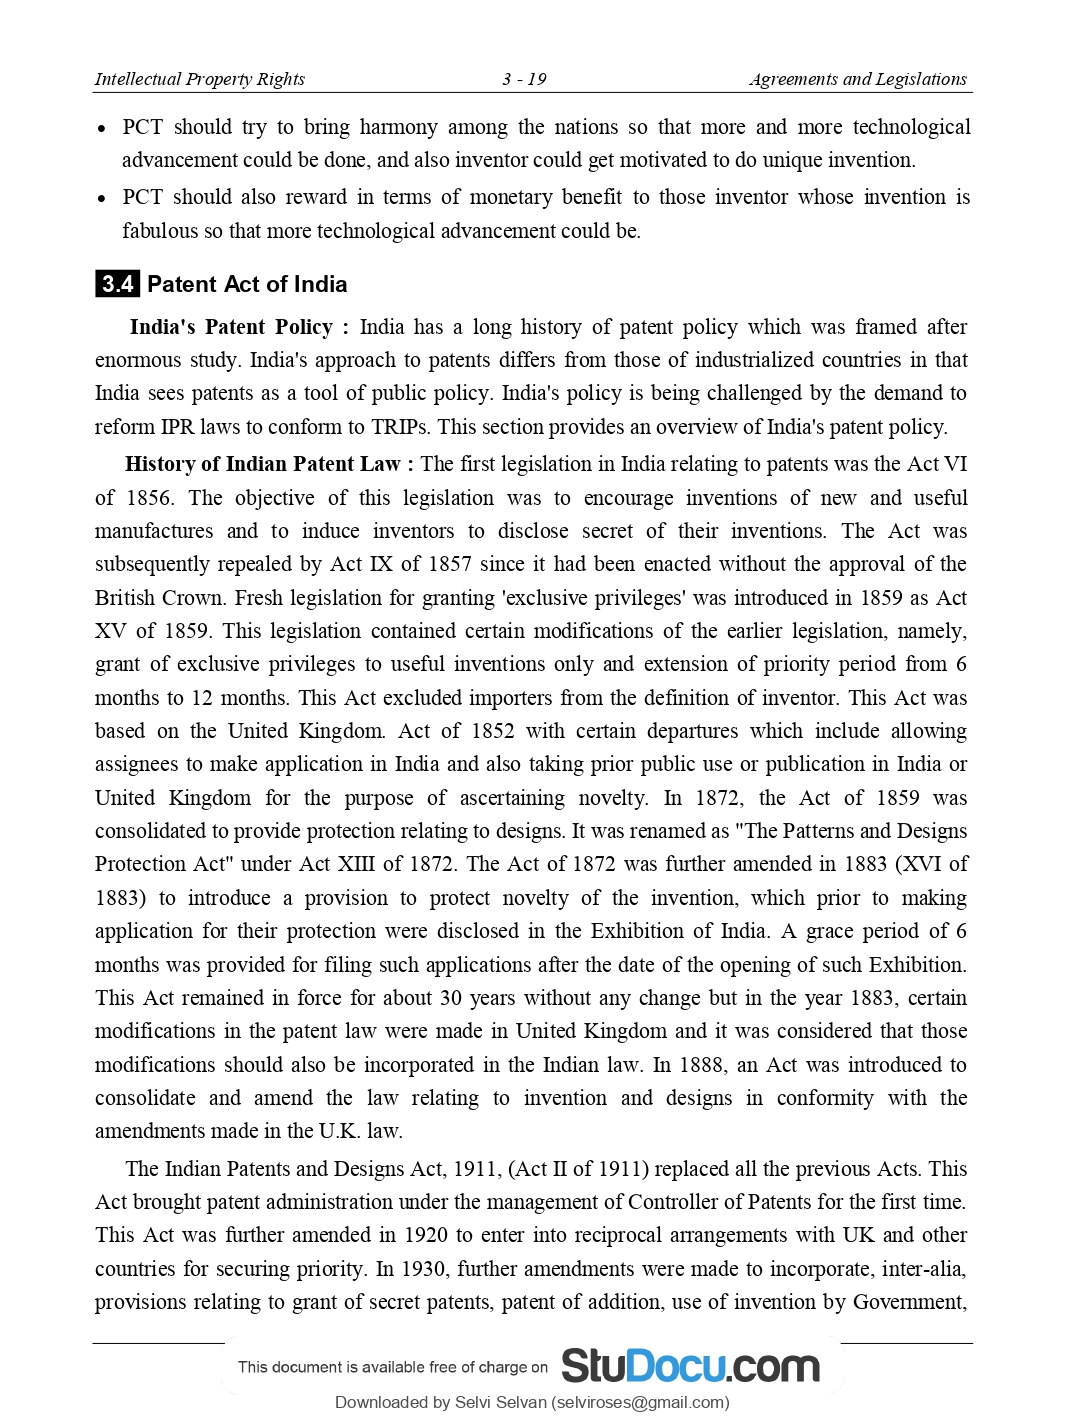 Intellectual Property Rights 3 - 19 Agreements and Legislations
• PCT should try to bring harmony among the nations so that more and more technological
advancement could be done, and also inventor could get motivated to do unique invention.
• PCT should also reward in terms of monetary benefit to those inventor whose invention is
fabulous so that more technological advancement could be.
3.4 Patent Act of India
India's Patent Policy : India has a long history of patent policy which was framed after
enormous study. India's approach to patents differs from those of industrialized countries in that
India sees patents as a tool of public policy. India's policy is being challenged by the demand to
reform IPR laws to conform to TRIPs. This section provides an overview of India's patent policy.
History of Indian Patent Law : The first legislation in India relating to patents was the Act VI
of 1856. The objective of this legislation was to encourage inventions of new and useful
manufactures and to induce inventors to disclose secret of their inventions. The Act was
subsequently repealed by Act IX of 1857 since it had been enacted without the approval of the
British Crown. Fresh legislation for granting 'exclusive privileges' was introduced in 1859 as Act
XV of 1859. This legislation contained certain modifications of the earlier legislation, namely,
grant of exclusive privileges to useful inventions only and extension of priority period from 6
months to 12 months. This Act excluded importers from the definition of inventor. This Act was
based on the United Kingdom. Act of 1852 with certain departures which include allowing
assignees to make application in India and also taking prior public use or publication in India or
United Kingdom for the purpose of ascertaining novelty. In 1872, the Act of 1859 was
consolidated to provide protection relating to designs. It was renamed as "The Patterns and Designs
Protection Act" under Act XIII of 1872. The Act of 1872 was further amended in 1883 (XVI of
1883) to introduce a provision to protect novelty of the invention, which prior to making
application for their protection were disclosed in the Exhibition of India. A grace period of 6
months was provided for filing such applications after the date of the opening of such Exhibition.
This Act remained in force for about 30 years without any change but in the year 1883, certain
modifications in the patent law were made in United Kingdom and it was considered that those
modifications should also be incorporated in the Indian law. In 1888, an Act was introduced to
consolidate and amend the law relating to invention and designs in conformity with the
amendments made in the U.K. law.
The Indian Patents and Designs Act, 1911, (Act II of 1911) replaced all the previous Acts. This
Act brought patent administration under the management of Controller of Patents for the first time.
This Act was further amended in 1920 to enter into reciprocal arrangements with UK and other
countries for securing priority. In 1930, further amendments were made to incorporate, inter-alia,
provisions relating to grant of secret patents, patent of addition, use of invention by Government,
This document is available free of charge on StuDocu.com
Downloaded by Selvi Selvan (selviroses@gmail.com)